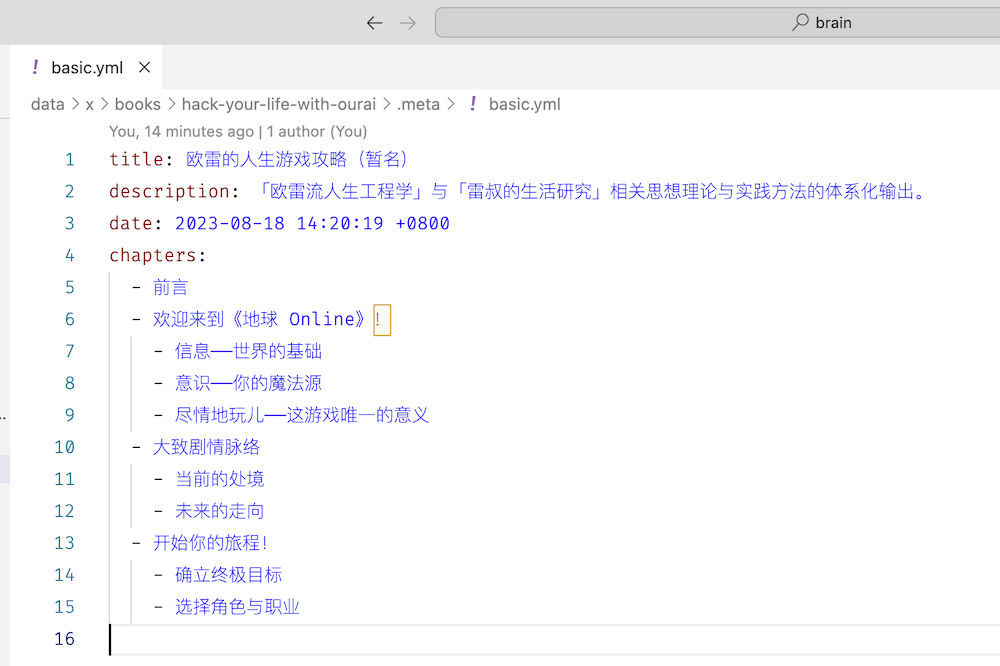 brain
! basic.yml ×
data > x > books > hack-your-life-with-ourai > .meta > ! basic.yml
You, 14 minutes ago | 1 author (You)
1 title: 欧雷的人生游戏攻略（暂名）
2 description: 「欧雷流人生工程学」与「雷叔的生活研究」相关思想理论与实践方法的体系化输出。
3 date: 2023-08-18 14:20:19 +0800
4 chapters:
5 - 前言
6 - 欢迎来到《地球 Online》！
7 - 信息——世界的基础
8 - 意识——你的魔法源
9 - 尽情地玩儿——这游戏唯一的意义
10 - 大致剧情脉络
11 - 当前的处境
12 - 未来的走向
13 - 开始你的旅程！
14 - 确立终极目标
15 - 选择角色与职业
16